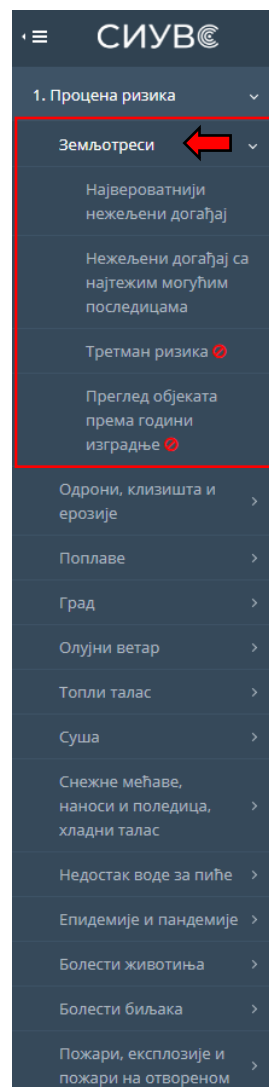 СИУВС
1. Процена ризика
Земљотреси
Највероватнији
нежељени догађај
Нежељени догађај са
најтежим могућим
последицама
Третман ризика
Преглед објеката
према години
изградње
Одрони, клизишта и
ерозије
Поплаве
Град
Олујни ветар
Топли талас
Суша
Снежне мећаве,
наноси и поледица,
хладни талас
Недостак воде за пиће
Епидемије и пандемије
Болести животиња
Болести биљака
Пожари, експлозије и
пожари на отвореном